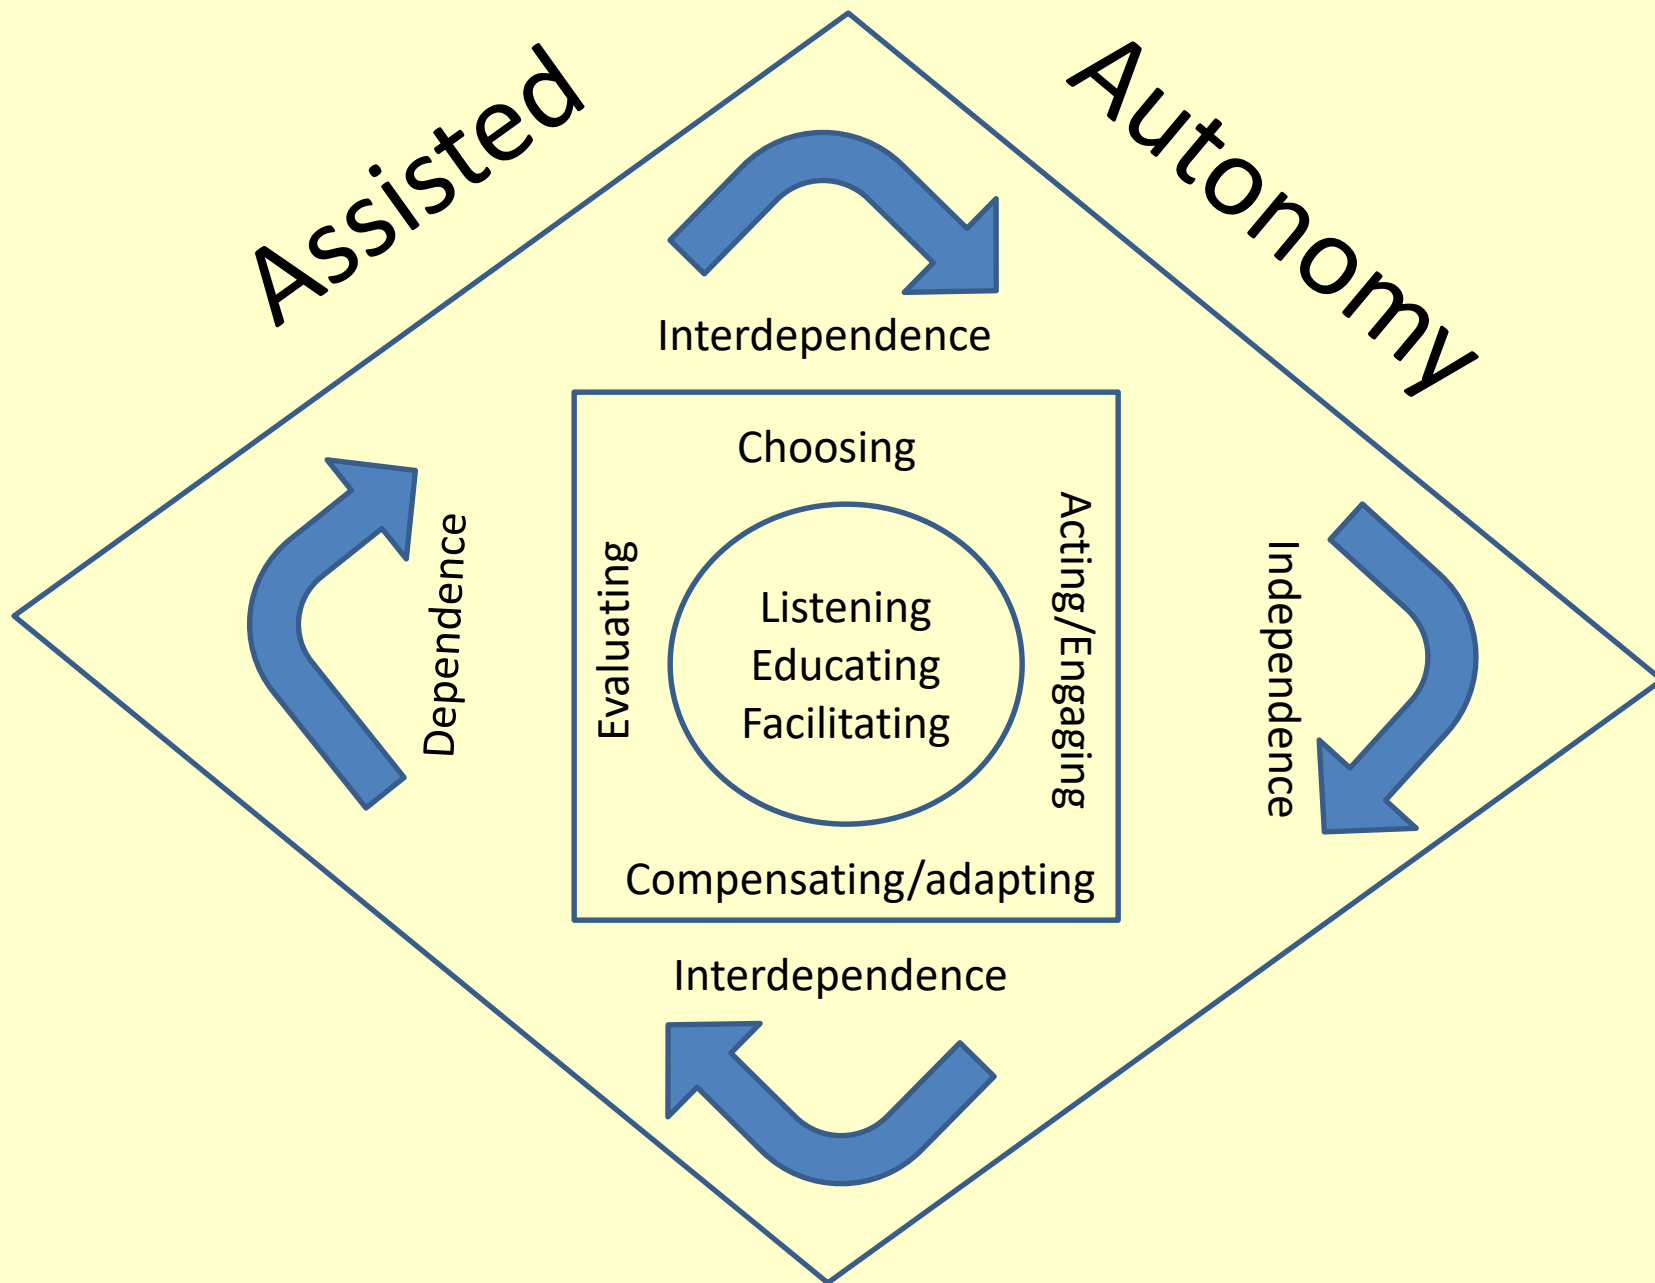 Assisted
Autonomy
Interdependence
Choosing
Dependence
Evaluating
Listening
Educating
Facilitating
Acting/Engaging
Independence
Compensating/adapting
Interdependence